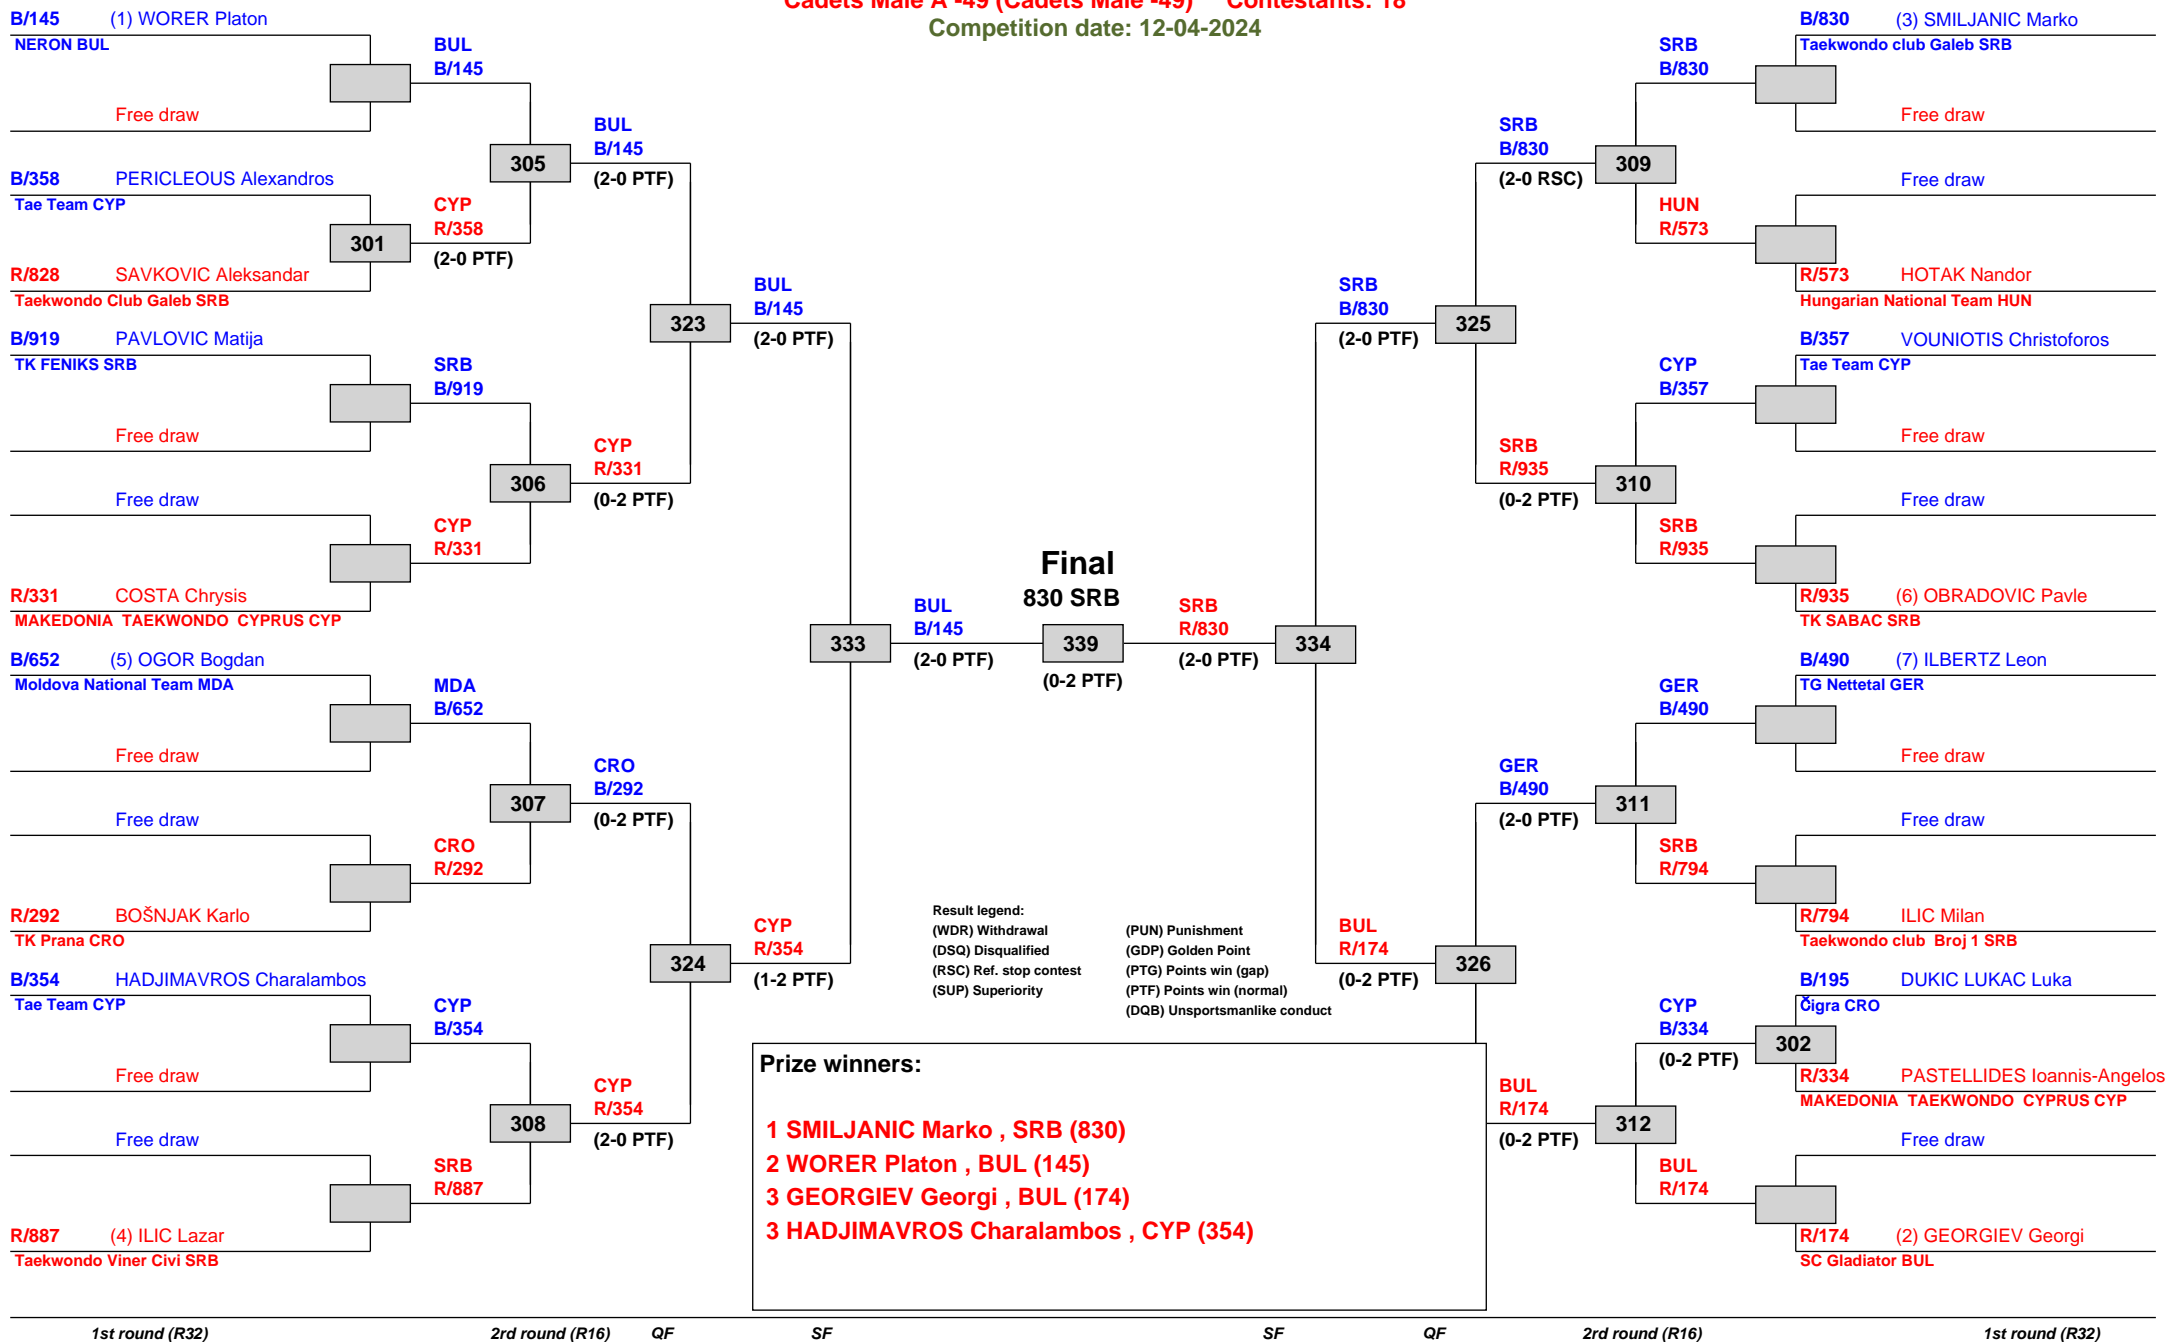 Cadets Male A -49 (Cadets Male -49) Contestants: 18
Competition date: 12-04-2024
B/145 (1) WORER Platon
NERON BUL
Free draw
B/358 PERICLEOUS Alexandros
Tae Team CYP
R/828 SAVKOVIC Aleksandar
Taekwondo Club Galeb SRB
B/919 PAVLOVIC Matija
TK FENIKS SRB
Free draw
Free draw
R/331 COSTA Chrysis
MAKEDONIA TAEKWONDO CYPRUS CYP
B/652 (5) OGOR Bogdan
Moldova National Team MDA
Free draw
Free draw
R/292 BOŠNJAK Karlo
TK Prana CRO
B/354 HADJIMAVROS Charalambos
Tae Team CYP
Free draw
Free draw
R/887 (4) ILIC Lazar
Taekwondo Viner Civi SRB
BUL
B/145
301
CYP
R/358
(2-0 PTF)
SRB
B/919
CYP
R/331
MDA
B/652
CRO
R/292
CYP
B/354
SRB
R/887
305
BUL
B/145
(2-0 PTF)
306
CYP
R/331
(0-2 PTF)
307
CRO
B/292
(0-2 PTF)
308
CYP
R/354
(2-0 PTF)
323
BUL
B/145
(2-0 PTF)
324
CYP
R/354
(1-2 PTF)
333
BUL
B/145
(2-0 PTF)
Final
830 SRB
339
(0-2 PTF)
SRB
R/830
(2-0 PTF)
334
SRB
B/830
(2-0 PTF)
325
BUL
R/174
(0-2 PTF)
326
SRB
B/830
(2-0 RSC)
309
SRB
R/935
(0-2 PTF)
310
GER
B/490
(2-0 PTF)
311
BUL
R/174
(0-2 PTF)
312
SRB
B/830
HUN
R/573
CYP
B/357
SRB
R/935
GER
B/490
SRB
R/794
CYP
B/334
(0-2 PTF)
302
BUL
R/174
B/830 (3) SMILJANIC Marko
Taekwondo club Galeb SRB
Free draw
Free draw
R/573 HOTAK Nandor
Hungarian National Team HUN
B/357 VOUNIOTIS Christoforos
Tae Team CYP
Free draw
Free draw
R/935 (6) OBRADOVIC Pavle
TK SABAC SRB
B/490 (7) ILBERTZ Leon
TG Nettetal GER
Free draw
Free draw
R/794 ILIC Milan
Taekwondo club Broj 1 SRB
B/195 DUKIC LUKAC Luka
Čigra CRO
R/334 PASTELLIDES Ioannis-Angelos
MAKEDONIA TAEKWONDO CYPRUS CYP
Free draw
R/174 (2) GEORGIEV Georgi
SC Gladiator BUL
Result legend:
(WDR) Withdrawal
(DSQ) Disqualified
(RSC) Ref. stop contest
(SUP) Superiority
(PUN) Punishment
(GDP) Golden Point
(PTG) Points win (gap)
(PTF) Points win (normal)
(DQB) Unsportsmanlike conduct
Prize winners:
1 SMILJANIC Marko , SRB (830)
2 WORER Platon , BUL (145)
3 GEORGIEV Georgi , BUL (174)
3 HADJIMAVROS Charalambos , CYP (354)
1st round (R32) 2rd round (R16) QF SF SF QF 2rd round (R16) 1st round (R32)